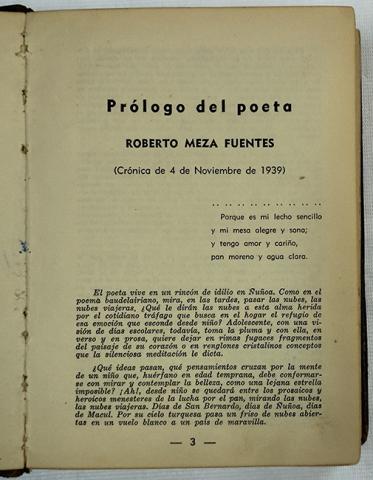 Prólogo del poeta
ROBERTO MEZA FUENTES
(Crónica de 4 de Noviembre de 1939)
.. .. .. .. .. .. .. .. .. ..
Porque es mi lecho sencillo
y mi mesa alegre y sana;
y tengo amor y cariño,
pan moreno y agua clara.
El poeta vive en un rincón de idilio en Ñuñoa. Como en el
poema baudelairiano, mira, en las tardes, pasar las nubes, las
nubes viajeras, ¿Qué le dirán las nubes a esta alma herida
por el cotidiano tráfago que busca en el hogar el refugio de
esa emoción que esconde desde niño? Adolescente, con una vi-
sión de días escolares, todavía, toma la pluma y con ella, en
verso y en prosa, quiere dejar en rimas fugaces fragmentos
del paisaje de su corazón o en renglones cristalinos conceptos
que la silenciosa meditación le dicta.
¿Qué ideas pasan, qué pensamientos cruzan por la mente
de un niño que, huérfano en edad temprana, debe conformar-
se con mirar y contemplar la belleza, como una lejana estrella
imposible? ¡Ah!, desde niño se quedará entre los prosaicos y
heroicos menesteres de la lucha por el pan, mirando las nubes,
las nubes viajeras. Días de San Bernardo, días de Ñuñoa, días
de Macul. Por su cielo turquesa pasa un friso de nubes abier-
tas en un vuelo blanco a un país de maravilla.
— 3 —